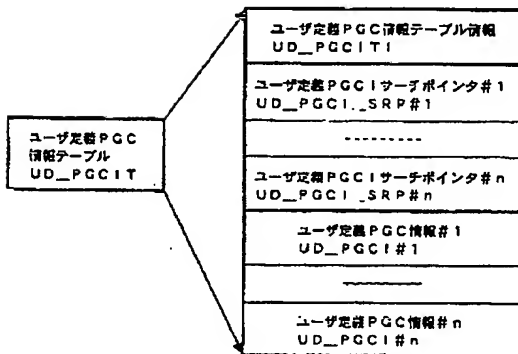 ユーザ定義PGC
情報テーブル
UD_PGCIT
ユーザ定義PGC情報テーブル情報
UD_PGCITI
ユーザ定義PGCIサーチポインタ#1
UD_PGCI_SRP#1
---------
ユーザ定義PGCIサーチポインタ#n
UD_PGCI_SRP#n
ユーザ定義PGC情報#1
UD_PGCI#1
---------
ユーザ定義PGC情報#n
UD_PGCI#n